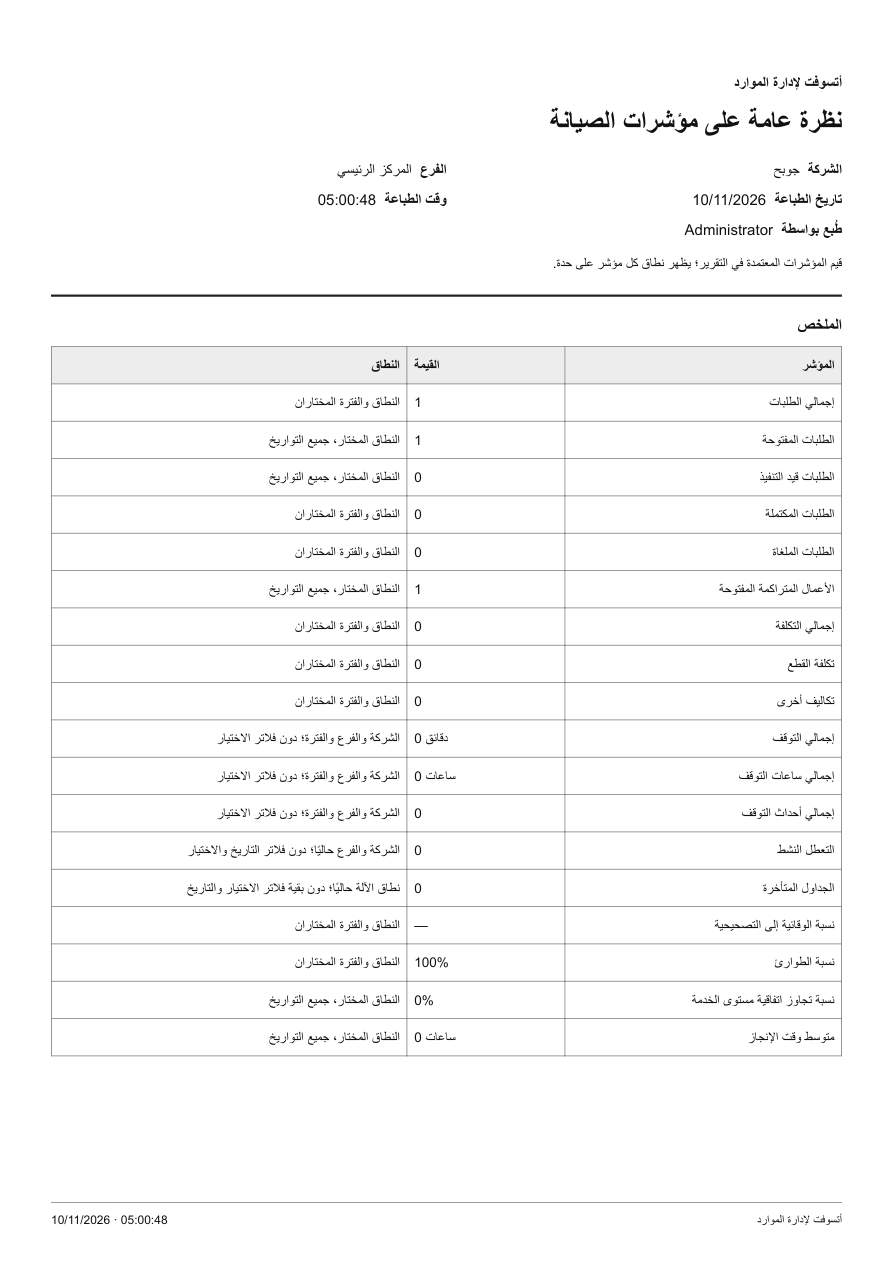 أتسوفت لإدارة الموارد
نظرة عامة على مؤشرات الصيانة
الشركة جوبح الفرع المركز الرئيسي
تاريخ الطباعة 10/11/2026 وقت الطباعة 05:00:48
طُبع بواسطة Administrator
قيم المؤشرات المعتمدة في التقرير؛ يظهر نطاق كل مؤشر على حدة.
الملخص
المؤشر القيمة النطاق
إجمالي الطلبات 1 النطاق والفترة المختاران
الطلبات المفتوحة 1 النطاق المختار، جميع التواريخ
الطلبات قيد التنفيذ 0 النطاق المختار، جميع التواريخ
الطلبات المكتملة 0 النطاق والفترة المختاران
الطلبات الملغاة 0 النطاق والفترة المختاران
الأعمال المتراكمة المفتوحة 1 النطاق المختار، جميع التواريخ
إجمالي التكلفة 0 النطاق والفترة المختاران
تكلفة القطع 0 النطاق والفترة المختاران
تكاليف أخرى 0 النطاق والفترة المختاران
إجمالي التوقف 0 دقائق الشركة والفرع والفترة؛ دون فلاتر الاختيار
إجمالي ساعات التوقف 0 ساعات الشركة والفرع والفترة؛ دون فلاتر الاختيار
إجمالي أحداث التوقف 0 الشركة والفرع والفترة؛ دون فلاتر الاختيار
التعطل النشط 0 الشركة والفرع حاليًا؛ دون فلاتر التاريخ والاختيار
الجداول المتأخرة 0 نطاق الآلة حاليًا؛ دون بقية فلاتر الاختيار والتاريخ
نسبة الوقائية إلى التصحيحية — النطاق والفترة المختاران
نسبة الطوارئ 100% النطاق والفترة المختاران
نسبة تجاوز اتفاقية مستوى الخدمة 0% النطاق المختار، جميع التواريخ
متوسط وقت الإنجاز 0 ساعات النطاق المختار، جميع التواريخ
أتسوفت لإدارة الموارد 10/11/2026 · 05:00:48